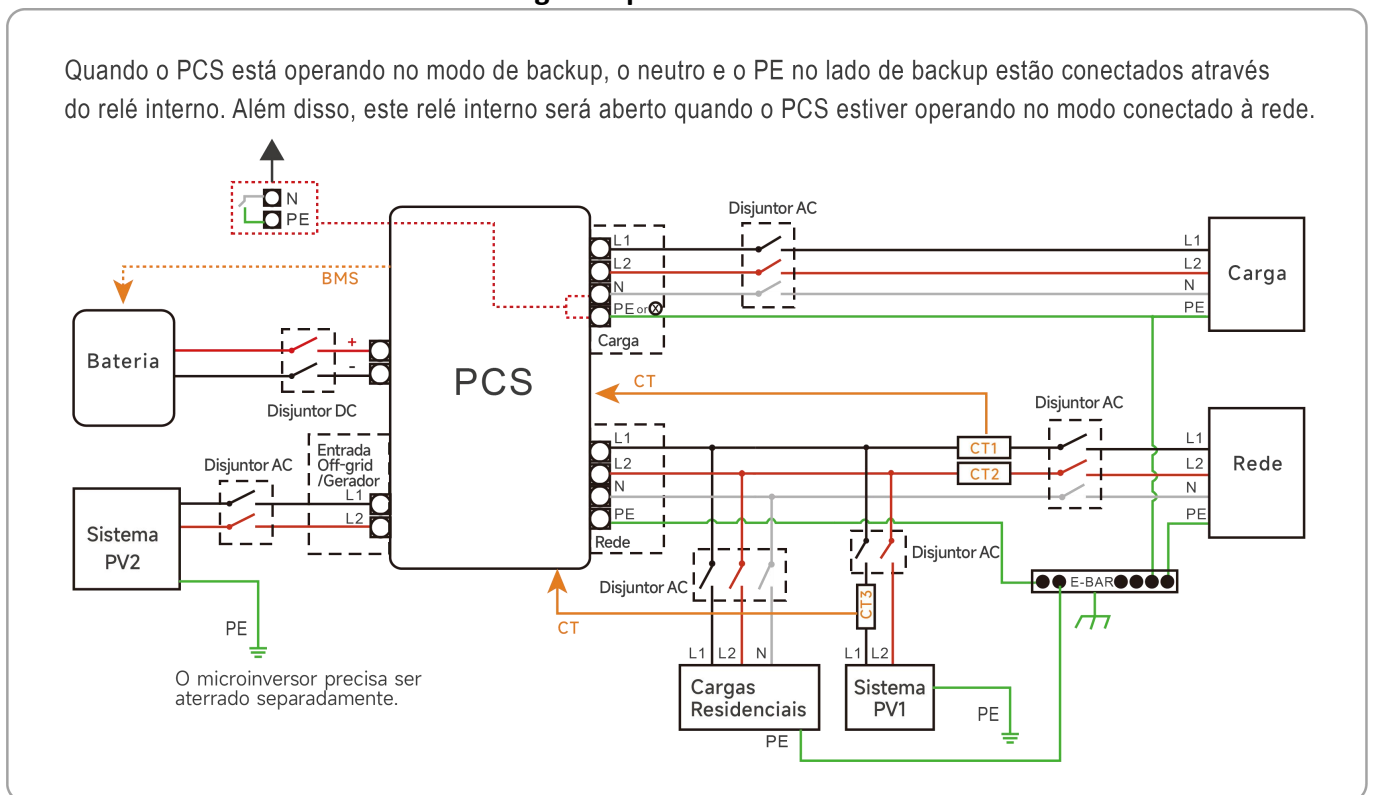 Quando o PCS está operando no modo de backup, o neutro e o PE no lado de backup estão conectados através
do relé interno. Além disso, este relé interno será aberto quando o PCS estiver operando no modo conectado à rede.
N
PE
Disjuntor AC
L1
L2
N
PE or
Carga
L1
L2
N
PE
Carga
BMS
Bateria
+
-
Disjuntor DC
PCS
CT
Disjuntor AC
L1
L2
N
PE
Rede
CT1
CT2
L1
L2
N
PE
Rede
Disjuntor AC
Entrada
Off-grid
/Gerador
L1
L2
Sistema
PV2
PE
O microinversor precisa ser
aterrado separadamente.
Disjuntor AC
Disjuntor AC
E-BAR
CT
CT3
L1
L2
N
L1
L2
Cargas
Residenciais
Sistema
PV1
PE
PE